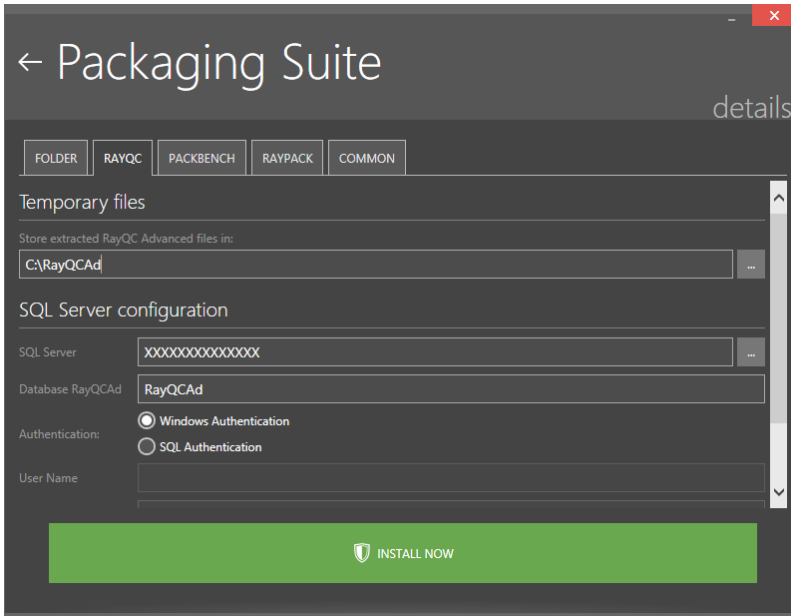 ← Packaging Suite
details
FOLDER RAYQC PACKBENCH RAYPACK COMMON
Temporary files
Store extracted RayQC Advanced files in:
C:\RayQCAd
...
SQL Server configuration
SQL Server XXXXXXXXXXXXXX ...
Database RayQCAd RayQCAd
Authentication:
Windows Authentication
SQL Authentication
User Name
INSTALL NOW